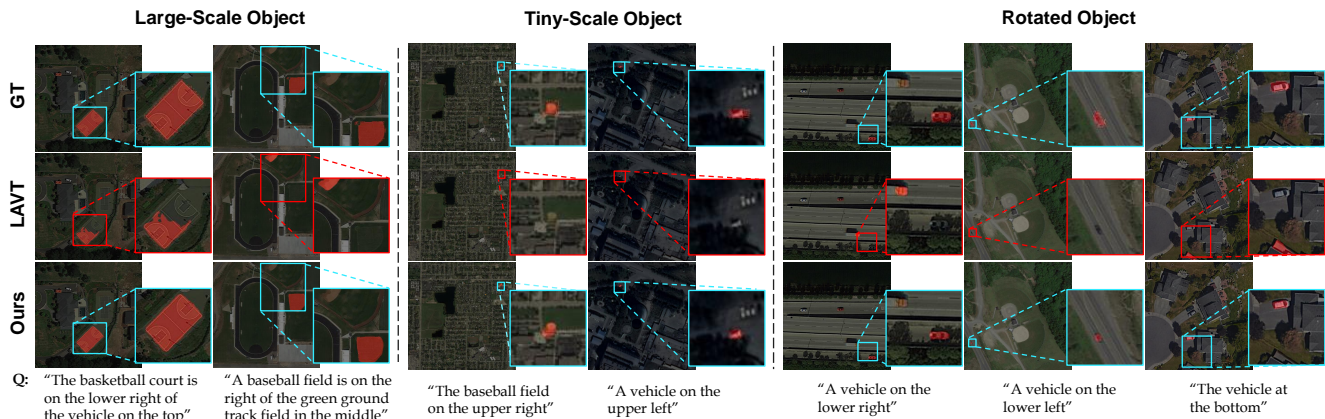 Large-Scale Object
Tiny-Scale Object
Rotated Object
GT
LAVT
Ours
Q:
“The basketball court is
on the lower right of
the vehicle on the top”
“A baseball field is on the
right of the green ground
track field in the middle”
“The baseball field
on the upper right”
“A vehicle on the
upper left”
“A vehicle on the
lower right”
“A vehicle on the
lower left”
“The vehicle at
the bottom”